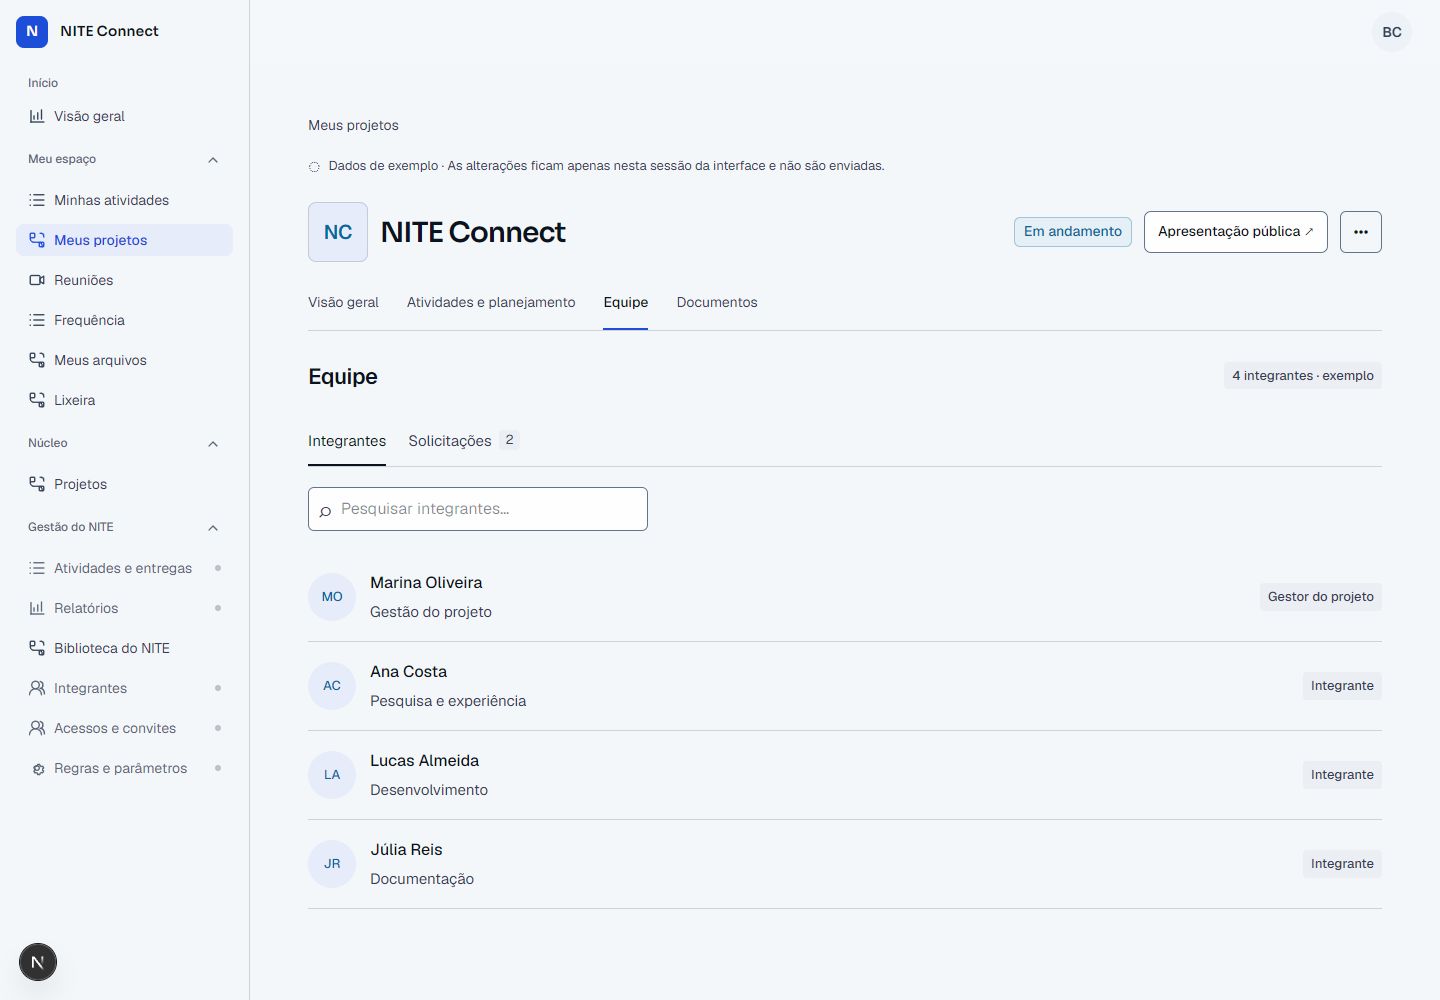 N NITE Connect
BC
Início
Visão geral
Meu espaço
Minhas atividades
Meus projetos
Reuniões
Frequência
Meus arquivos
Lixeira
Núcleo
Projetos
Gestão do NITE
Atividades e entregas
Relatórios
Biblioteca do NITE
Integrantes
Acessos e convites
Regras e parâmetros
N
Meus projetos
Dados de exemplo · As alterações ficam apenas nesta sessão da interface e não são enviadas.
NC NITE Connect
Em andamento
Apresentação pública ↗
•••
Visão geral Atividades e planejamento Equipe Documentos
Equipe
4 integrantes · exemplo
Integrantes Solicitações 2
Pesquisar integrantes...
MO
Marina Oliveira
Gestão do projeto
Gestor do projeto
AC
Ana Costa
Pesquisa e experiência
Integrante
LA
Lucas Almeida
Desenvolvimento
Integrante
JR
Júlia Reis
Documentação
Integrante